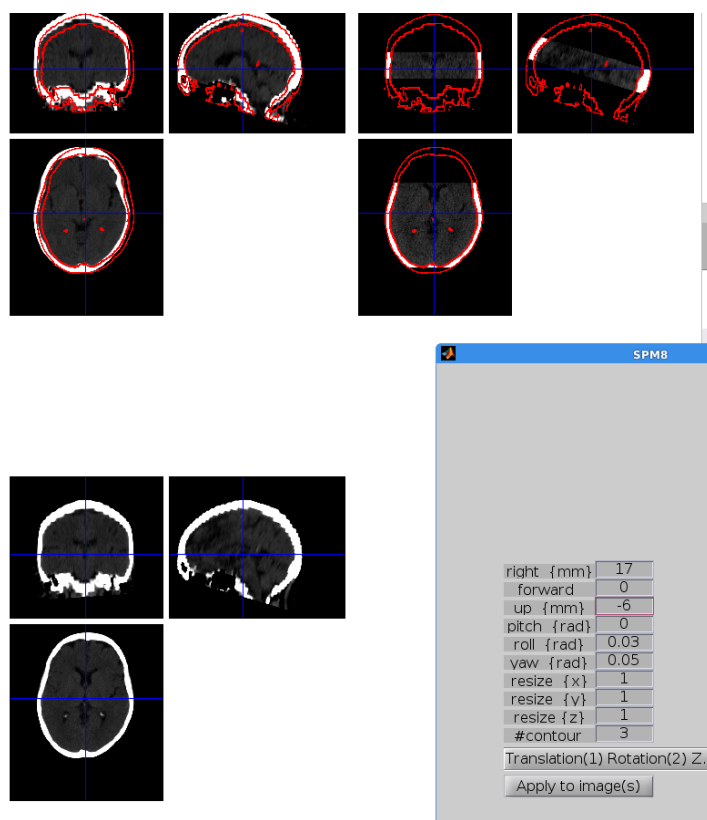 SPM8
right {mm} 17
forward 0
up {mm} -6
pitch {rad} 0
roll {rad} 0.03
yaw {rad} 0.05
resize {x} 1
resize {y} 1
resize {z} 1
#contour 3
Translation(1) Rotation(2) Z.
Apply to image(s)